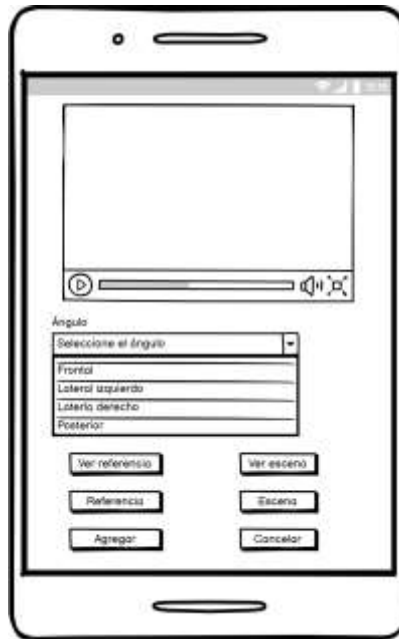 Ángulo
Seleccione el ángulo
Frontal
Lateral izquierdo
Laterla derecho
Posterior
Ver referencia Ver escena
Referencia Escena
Agregar Cancelar